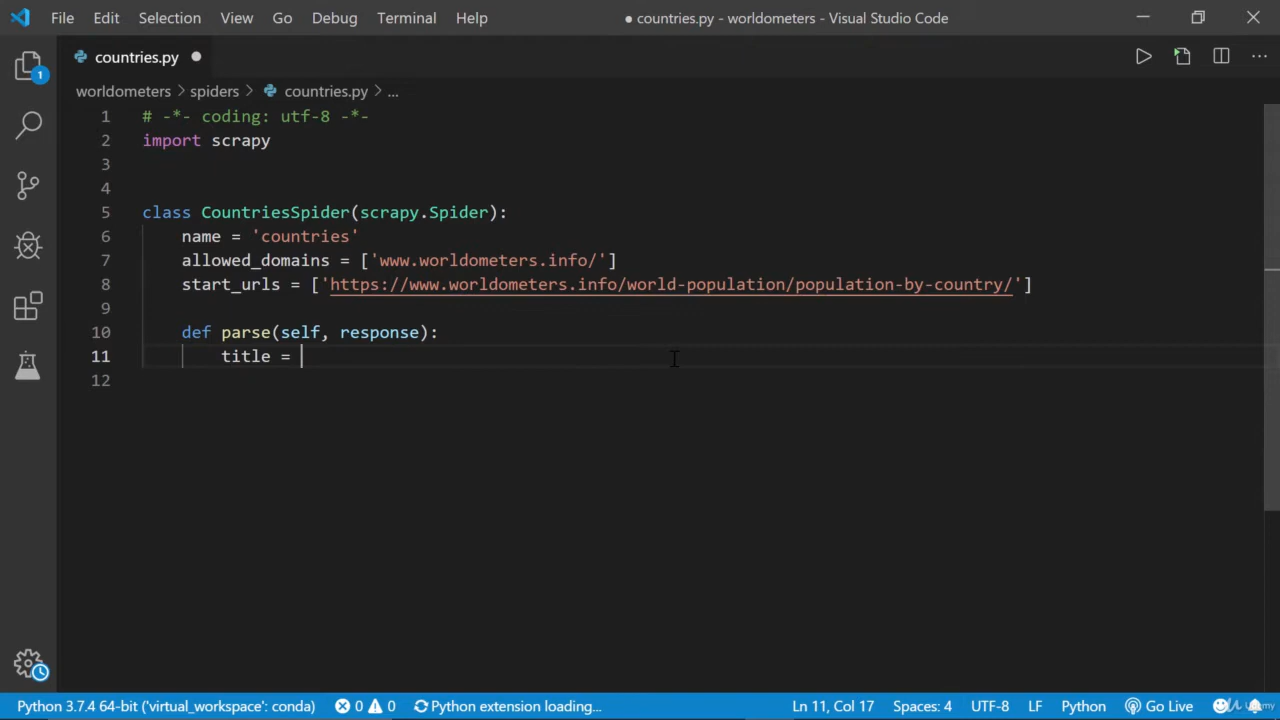 File Edit Selection View Go Debug Terminal Help ● countries.py - worldometers - Visual Studio Code
countries.py ●
1
worldometers > spiders > countries.py > ...
1 # -*- coding: utf-8 -*-
2 import scrapy
3
4
5 class CountriesSpider(scrapy.Spider):
6 name = 'countries'
7 allowed_domains = ['www.worldometers.info/']
8 start_urls = ['https://www.worldometers.info/world-population/population-by-country/']
9
10 def parse(self, response):
11 title =
12
Python 3.7.4 64-bit ('virtual_workspace': conda) 0 0 Python extension loading... Ln 11, Col 17 Spaces: 4 UTF-8 LF Python Go Live Udemy